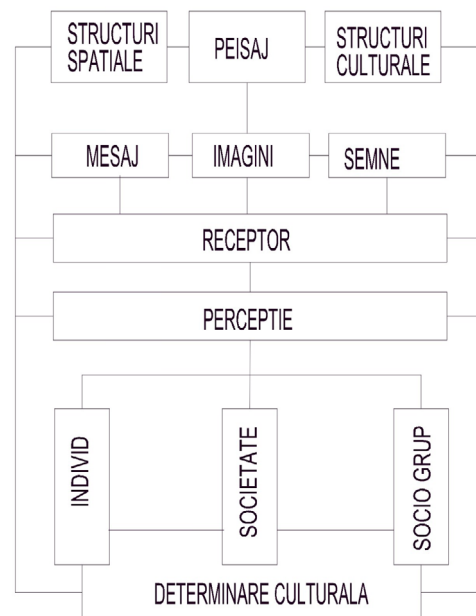 STRUCTURI
SPATIALE
PEISAJ
STRUCTURI
CULTURALE
MESAJ
IMAGINI
SEMNE
RECEPTOR
PERCEPTIE
INDIVID
SOCIETATE
SOCIO GRUP
DETERMINARE CULTURALA